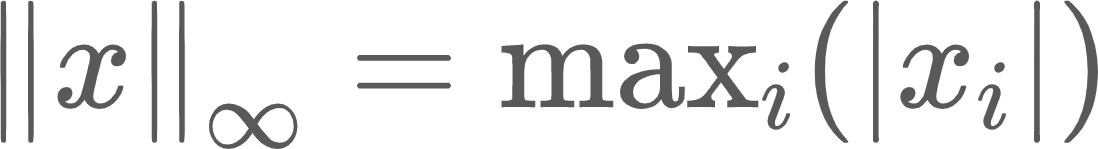 ‖x‖∞ = maxᵢ(|xᵢ|)